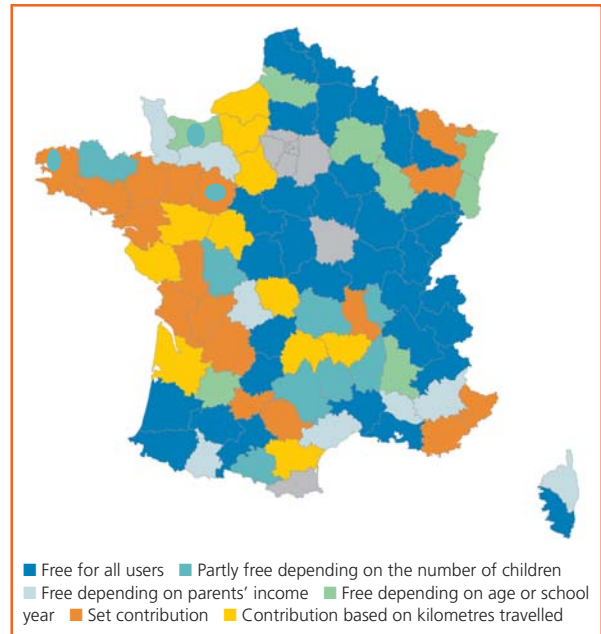 Free for all users Partly free depending on the number of children
Free depending on parents' income Free depending on age or school
year Set contribution Contribution based on kilometres travelled